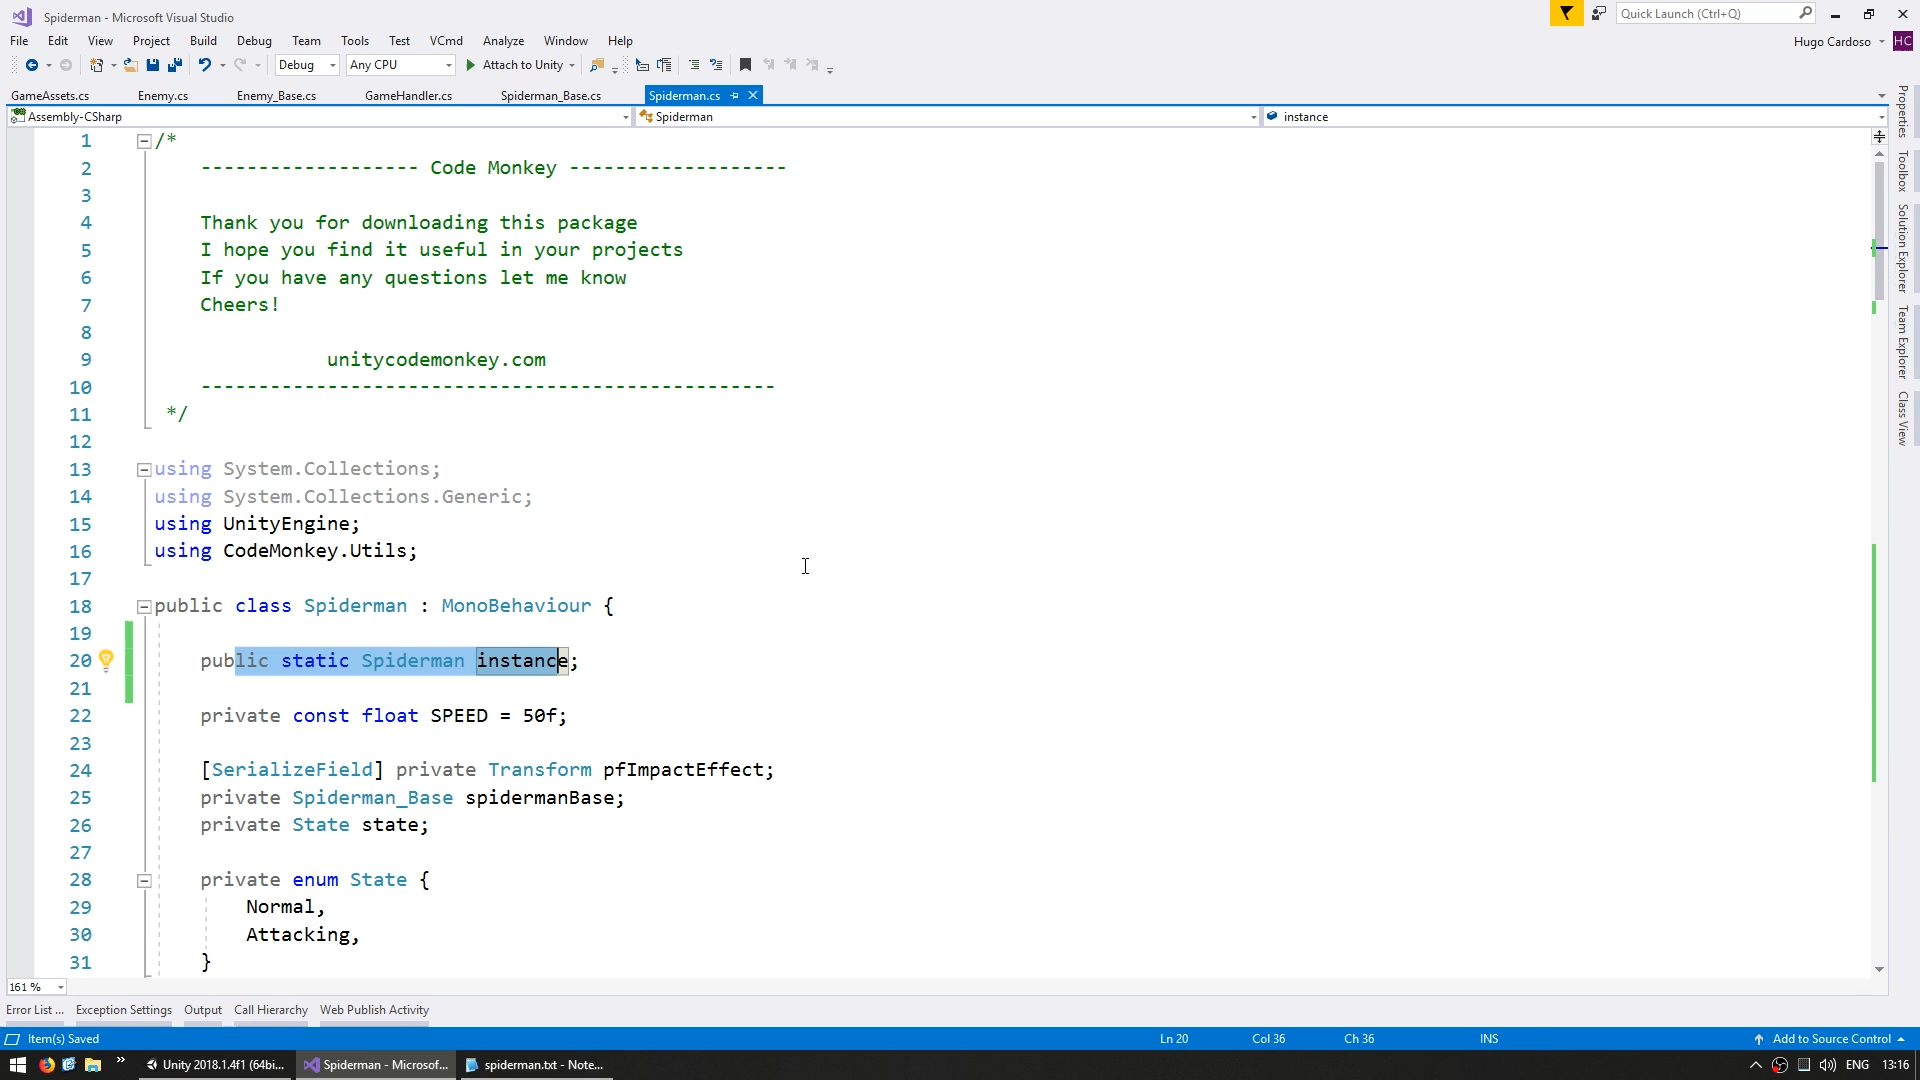 Spiderman - Microsoft Visual Studio
Quick Launch (Ctrl+Q)
File Edit View Project Build Debug Team Tools Test VCmd Analyze Window Help
Hugo Cardoso HC
Debug Any CPU Attach to Unity
GameAssets.cs Enemy.cs Enemy_Base.cs GameHandler.cs Spiderman_Base.cs Spiderman.cs
Assembly-CSharp Spiderman instance
1 /*
2 ------------------- Code Monkey -------------------
3
4 Thank you for downloading this package
5 I hope you find it useful in your projects
6 If you have any questions let me know
7 Cheers!
8
9 unitycodemonkey.com
10 --------------------------------------------------
11 */
12
13 using System.Collections;
14 using System.Collections.Generic;
15 using UnityEngine;
16 using CodeMonkey.Utils;
17
18 public class Spiderman : MonoBehaviour {
19
20 public static Spiderman instance;
21
22 private const float SPEED = 50f;
23
24 [SerializeField] private Transform pfImpactEffect;
25 private Spiderman_Base spidermanBase;
26 private State state;
27
28 private enum State {
29 Normal,
30 Attacking,
31 }
Properties
Toolbox
Solution Explorer
Team Explorer
Class View
161 %
Error List ... Exception Settings Output Call Hierarchy Web Publish Activity
Item(s) Saved Ln 20 Col 36 Ch 36 INS Add to Source Control
Unity 2018.1.4f1 (64bi... Spiderman - Microsof... spiderman.txt - Note... ENG 13:16